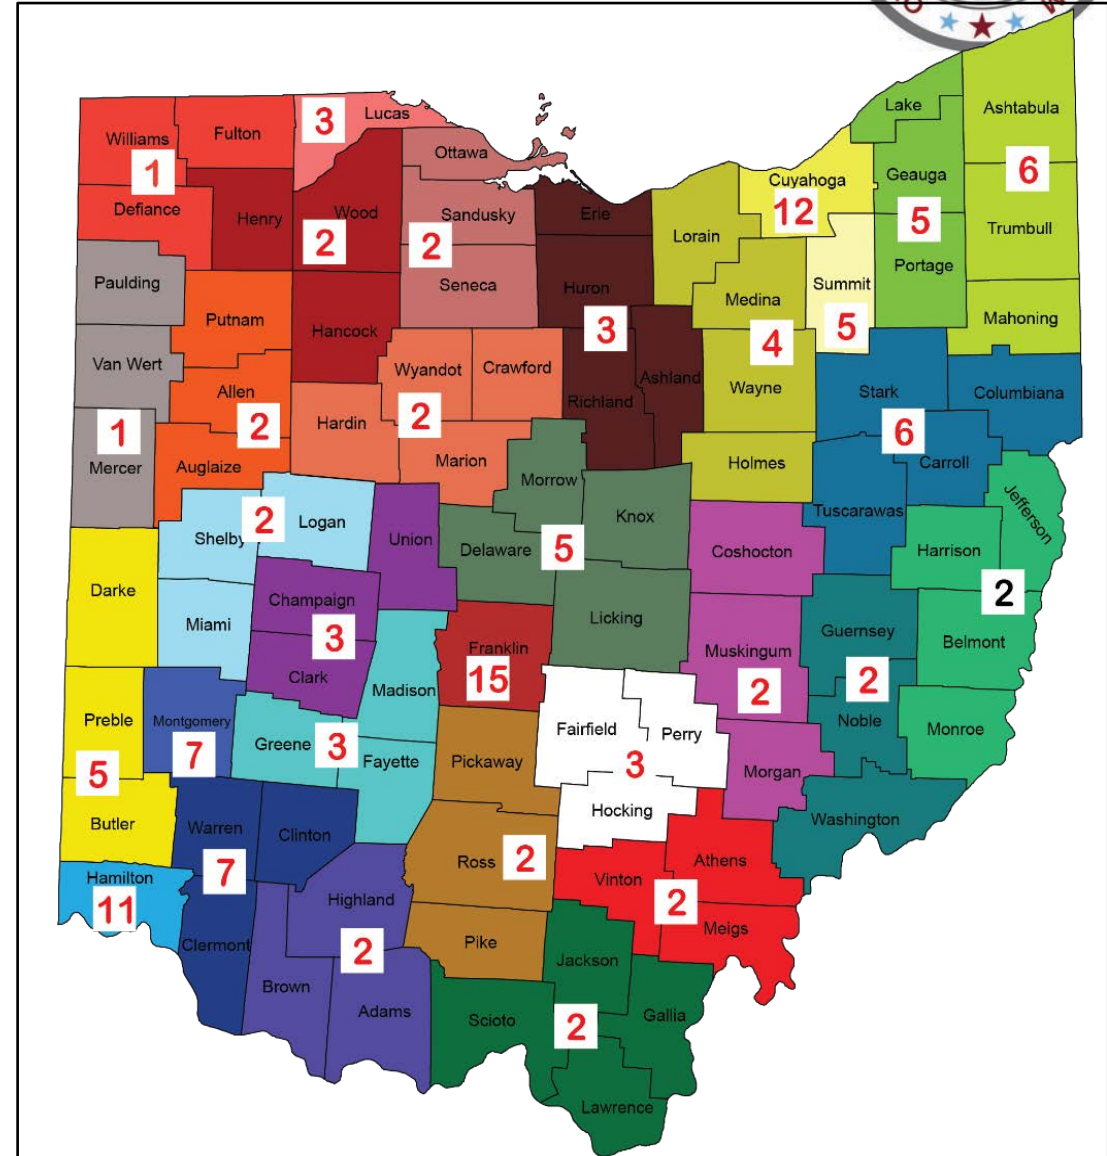 Lake
Ashtabula
Lucas
3
Williams
Fulton
1
Ottawa
Cuyahoga
12
Geauga
6
5
Defiance
Henry
Wood
2
Sandusky
2
Erie
Lorain
Trumbull
Portage
Paulding
Seneca
Huron
Medina
Summit
5
Putnam
Hancock
3
4
Mahoning
Van Wert
Wyandot
Crawford
Allen
2
Hardin
2
Richland
Ashland
Wayne
Stark
6
Columbiana
1
Mercer
Auglaize
Marion
Holmes
Carroll
Morrow
Jefferson
Shelby
2
Logan
Union
Knox
Tuscarawas
Delaware
5
Coshocton
Harrison
Darke
Champaign
2
Miami
3
Licking
Guernsey
Belmont
Clark
Franklin
15
Muskingum
2
2
Madison
Preble
5
Montgomery
7
Greene
3
Fayette
Pickaway
Fairfield
Perry
3
Noble
Monroe
Morgan
Butler
Warren
Clinton
Hocking
Washington
7
Ross
2
Athens
Hamilton
11
Vinton
2
Highland
2
Meigs
Clermont
Pike
Jackson
Brown
Adams
Scioto
2
Gallia
Lawrence